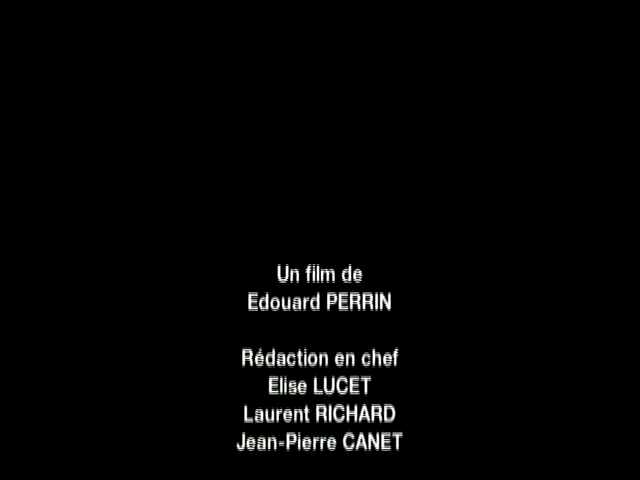 Un film de
Edouard PERRIN
Rédaction en chef
Elise LUCET
Laurent RICHARD
Jean-Pierre CANET